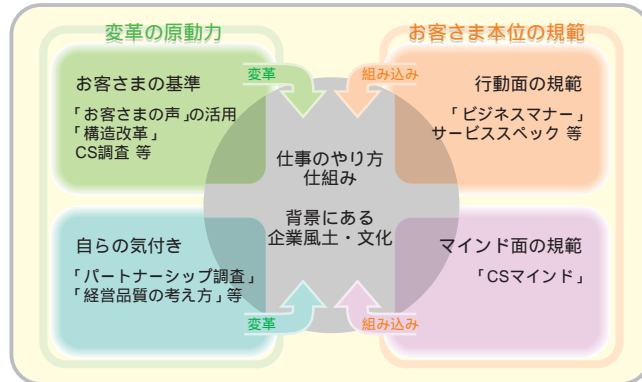 変革の原動力
お客さま本位の規範
お客さまの基準
「お客さまの声」の活用
「構造改革」
CS調査 等
変革
組み込み
行動面の規範
「ビジネスマナー」
サービススペック 等
仕事のやり方
仕組み
背景にある
企業風土・文化
自らの気付き
「パートナーシップ調査」
「経営品質の考え方」等
変革
組み込み
マインド面の規範
「CSマインド」